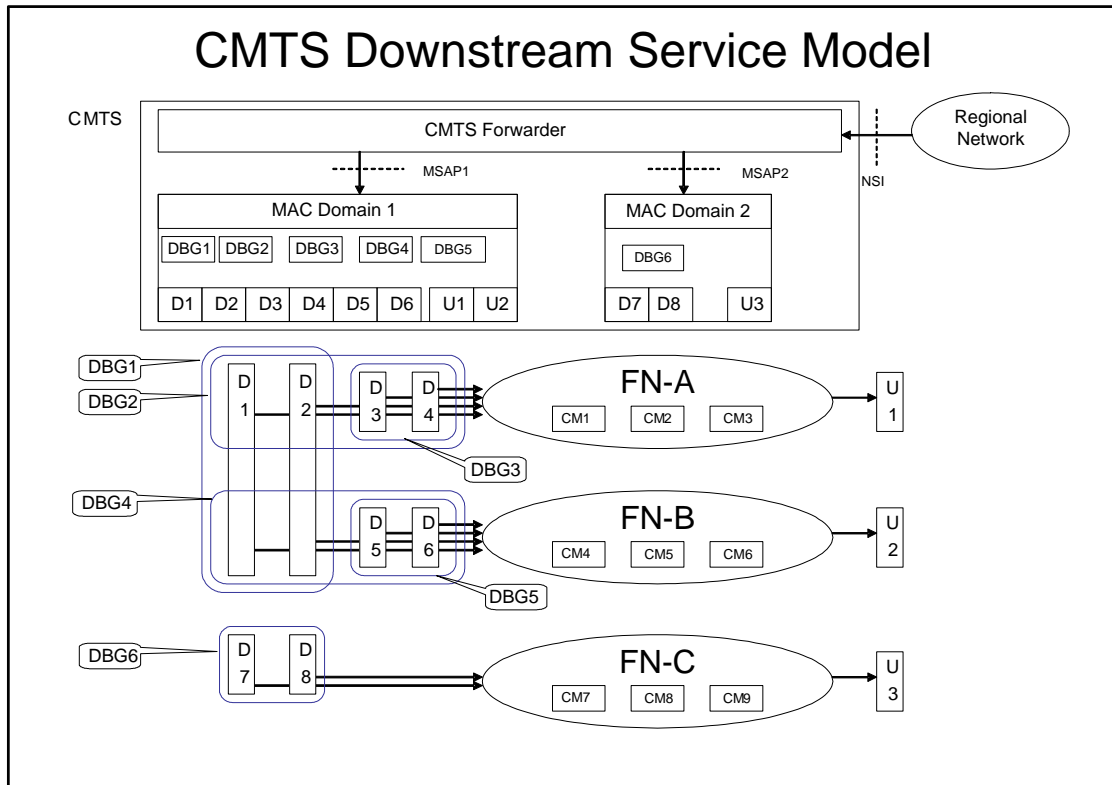 CMTS Downstream Service Model
CMTS
CMTS Forwarder
Regional
Network
MSAP1
MSAP2
NSI
MAC Domain 1
MAC Domain 2
DBG1 DBG2 DBG3 DBG4 DBG5
DBG6
D1 D2 D3 D4 D5 D6 U1 U2
D7 D8 U3
DBG1
DBG2
D
1
D
2
D
3
D
4
FN-A
CM1 CM2 CM3
U
1
DBG3
DBG4
D
5
D
6
FN-B
CM4 CM5 CM6
U
2
DBG5
DBG6
D
7
D
8
FN-C
CM7 CM8 CM9
U
3